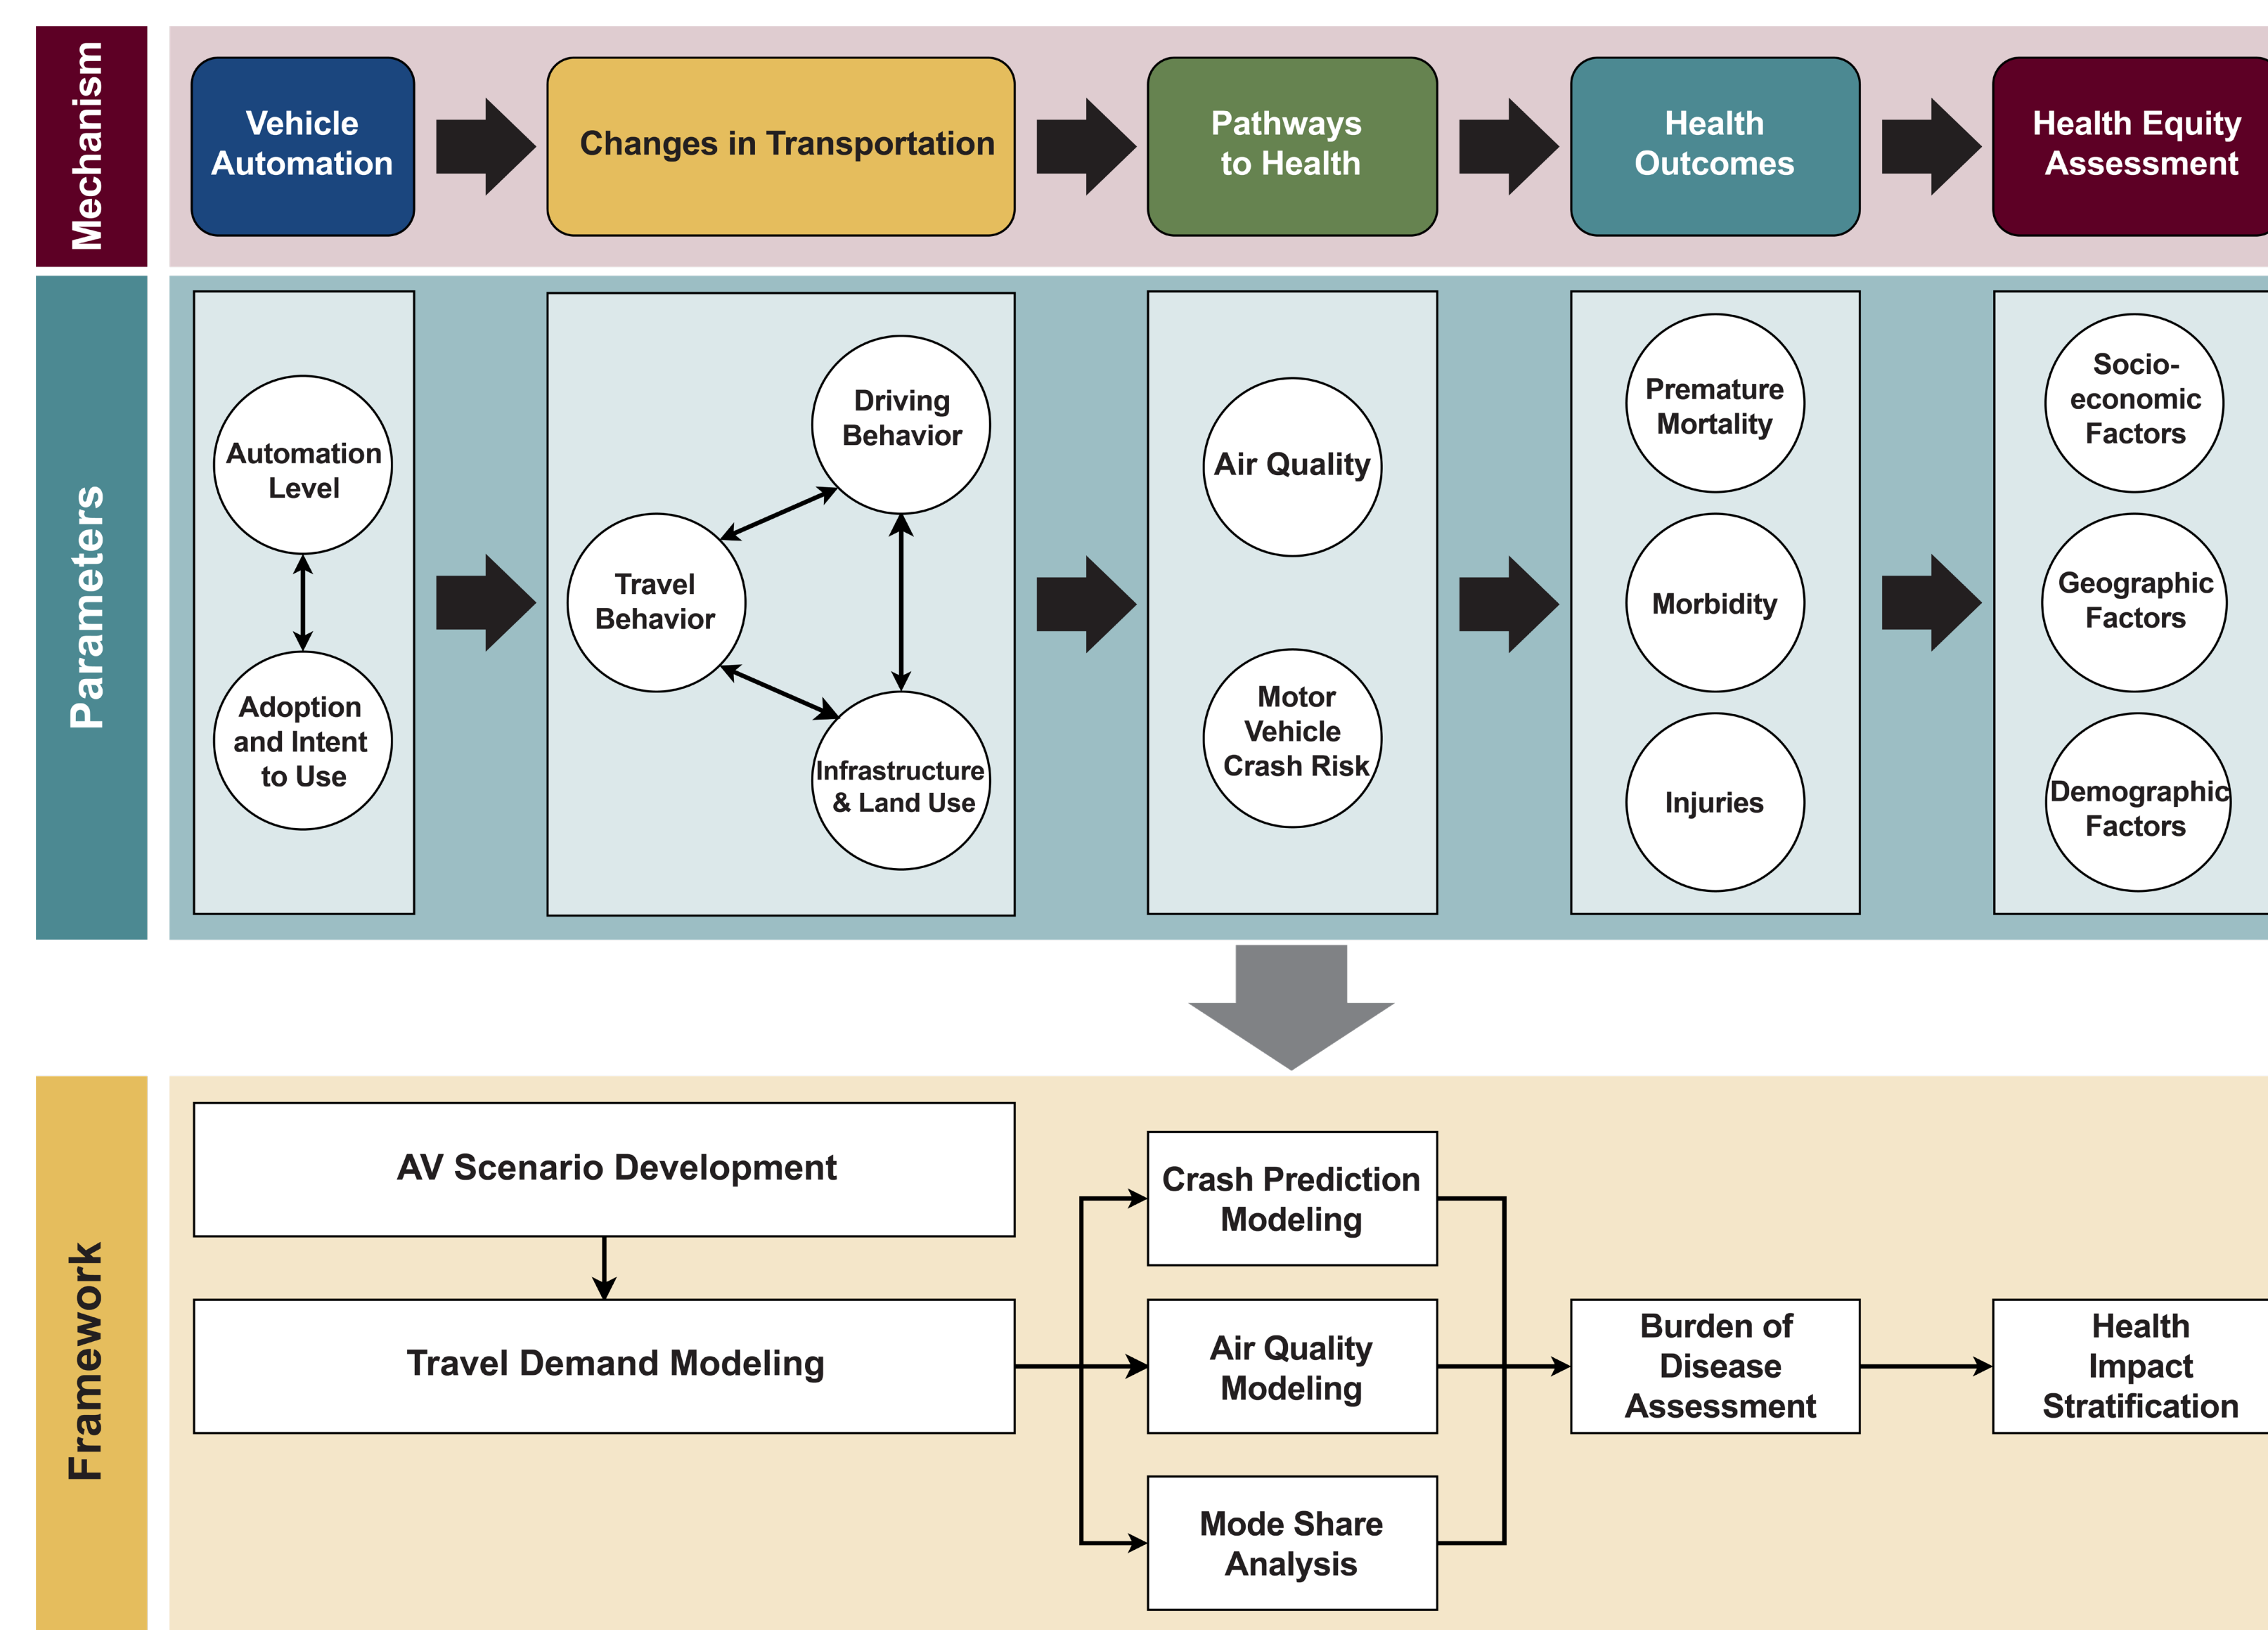 Mechanism
Vehicle
Automation
Changes in Transportation
Pathways
to Health
Health
Outcomes
Health Equity
Assessment
Parameters
Automation
Level
Adoption
and Intent
to Use
Driving
Behavior
Travel
Behavior
Infrastructure
& Land Use
Air Quality
Motor
Vehicle
Crash Risk
Premature
Mortality
Morbidity
Injuries
Socio-
economic
Factors
Geographic
Factors
Demographic
Factors
Framework
AV Scenario Development
Travel Demand Modeling
Crash Prediction
Modeling
Air Quality
Modeling
Mode Share
Analysis
Burden of
Disease
Assessment
Health
Impact
Stratification